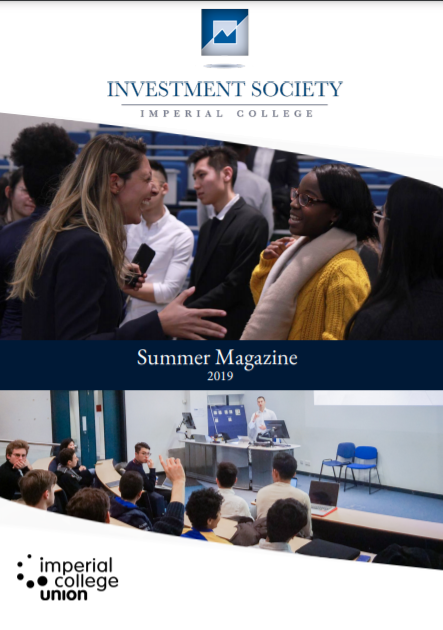 INVESTMENT SOCIETY
IMPERIAL COLLEGE
Summer Magazine
2019
imperial
college
union